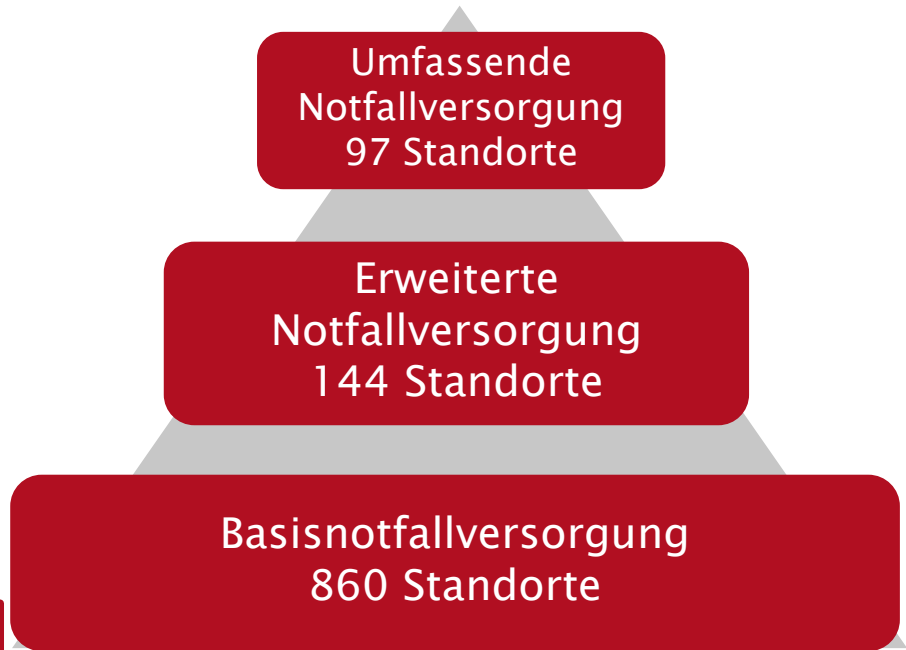 Umfassende
Notfallversorgung
97 Standorte
Erweiterte
Notfallversorgung
144 Standorte
Basisnotfallversorgung
860 Standorte